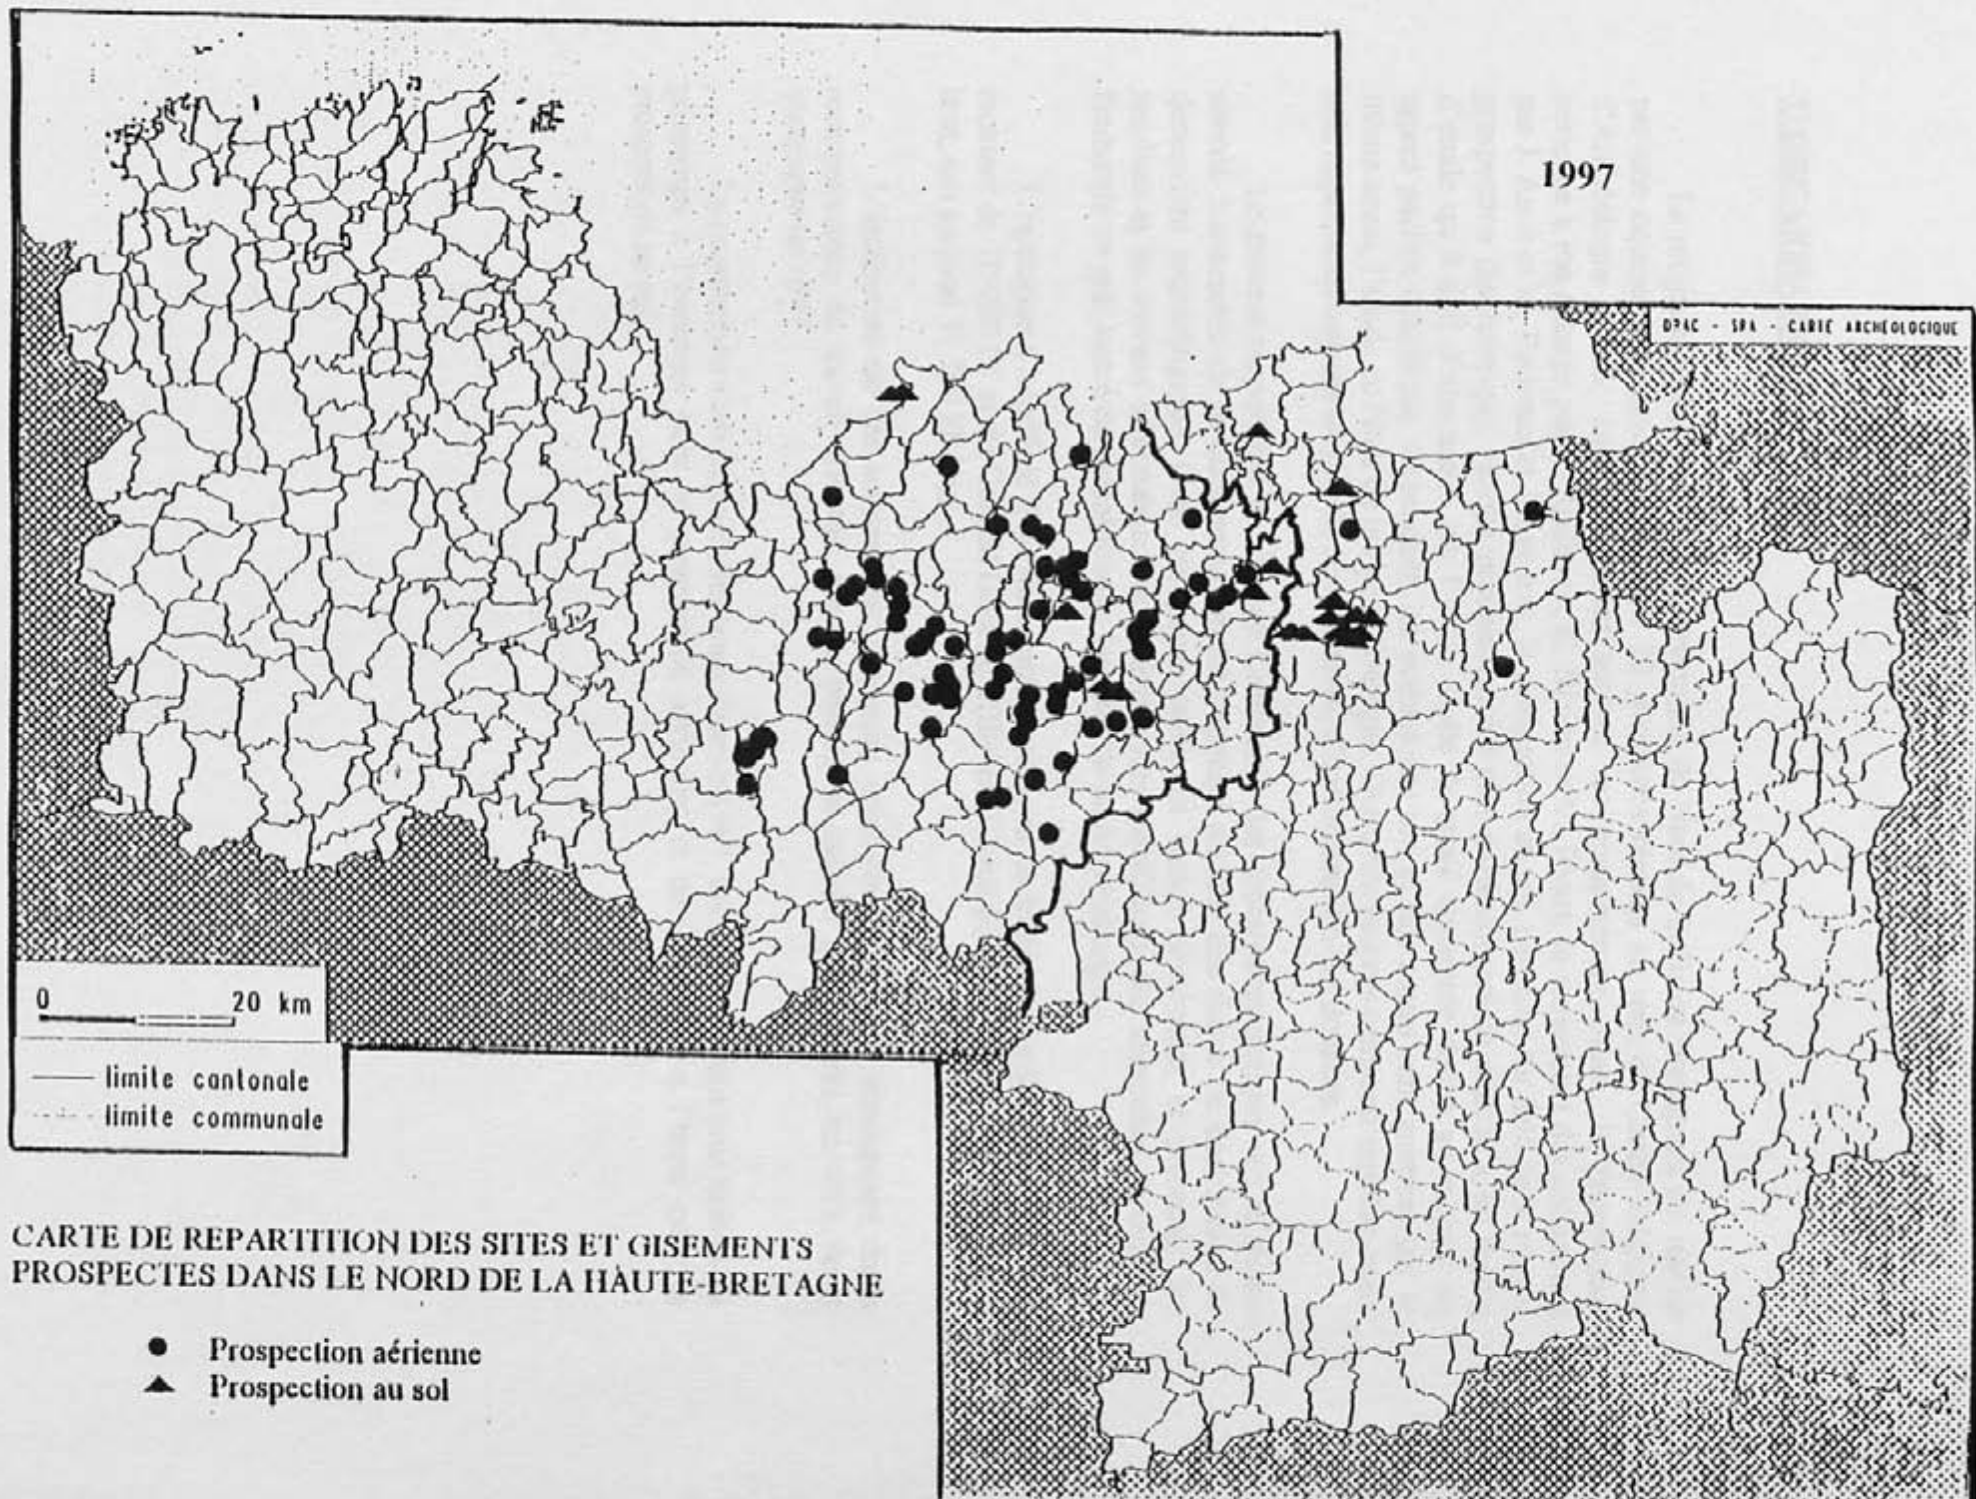 1997
DRAC - SRA - CARTE ARCHEOLOGIQUE
0 20 km
limite cantonale
limite communale
CARTE DE REPARTITION DES SITES ET GISEMENTS
PROSPECTES DANS LE NORD DE LA HAUTE-BRETAGNE
Prospection aérienne
Prospection au sol